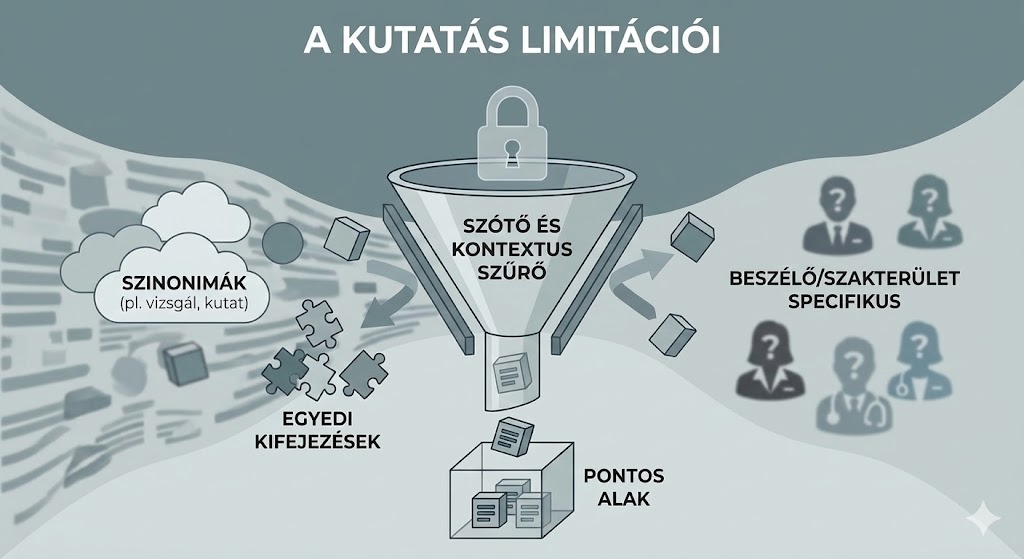 A KUTATÁS LIMITÁCIÓI
SZÓTŐ ÉS
KONTEXTUS
SZŰRŐ
SZINONIMÁK
(pl. vizsgál, kutat)
EGYEDI
KIFEJEZÉSEK
BESZÉLŐ/SZAKTERÜLET
SPECIFIKUS
? ?
? ? ?
PONTOS
ALAK